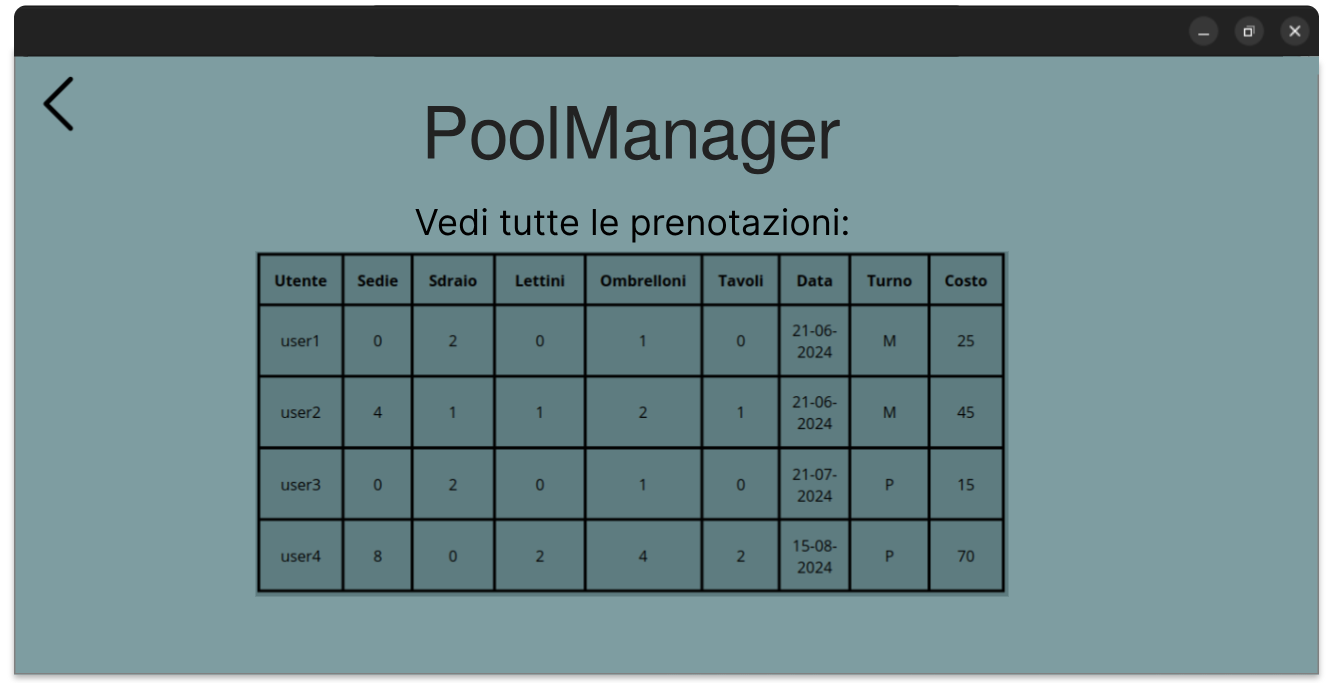 PoolManager
Vedi tutte le prenotazioni:
Utente Sedie Sdraio Lettini Ombrelloni Tavoli Data Turno Costo
user1 0 2 0 1 0 21-06-2024 M 25
user2 4 1 1 2 1 21-06-2024 M 45
user3 0 2 0 1 0 21-07-2024 P 15
user4 8 0 2 4 2 15-08-2024 P 70